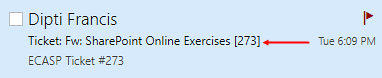 Dipti Francis
Ticket: Fw: SharePoint Online Exercises [273] Tue 6:09 PM
ECASP Ticket #273